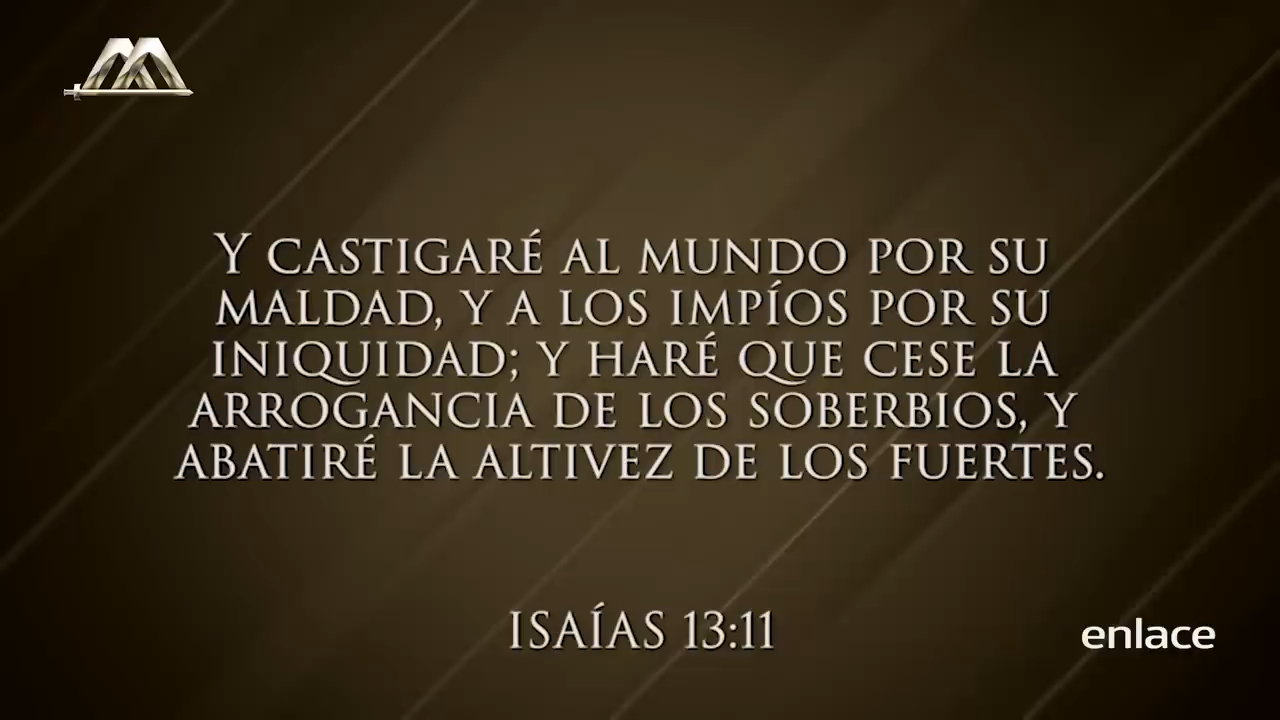 Y CASTIGARÉ AL MUNDO POR SU
MALDAD, Y A LOS IMPÍOS POR SU
INIQUIDAD; Y HARÉ QUE CESE LA
ARROGANCIA DE LOS SOBERBIOS, Y
ABATIRÉ LA ALTIVEZ DE LOS FUERTES.
ISAÍAS 13:11
enlace